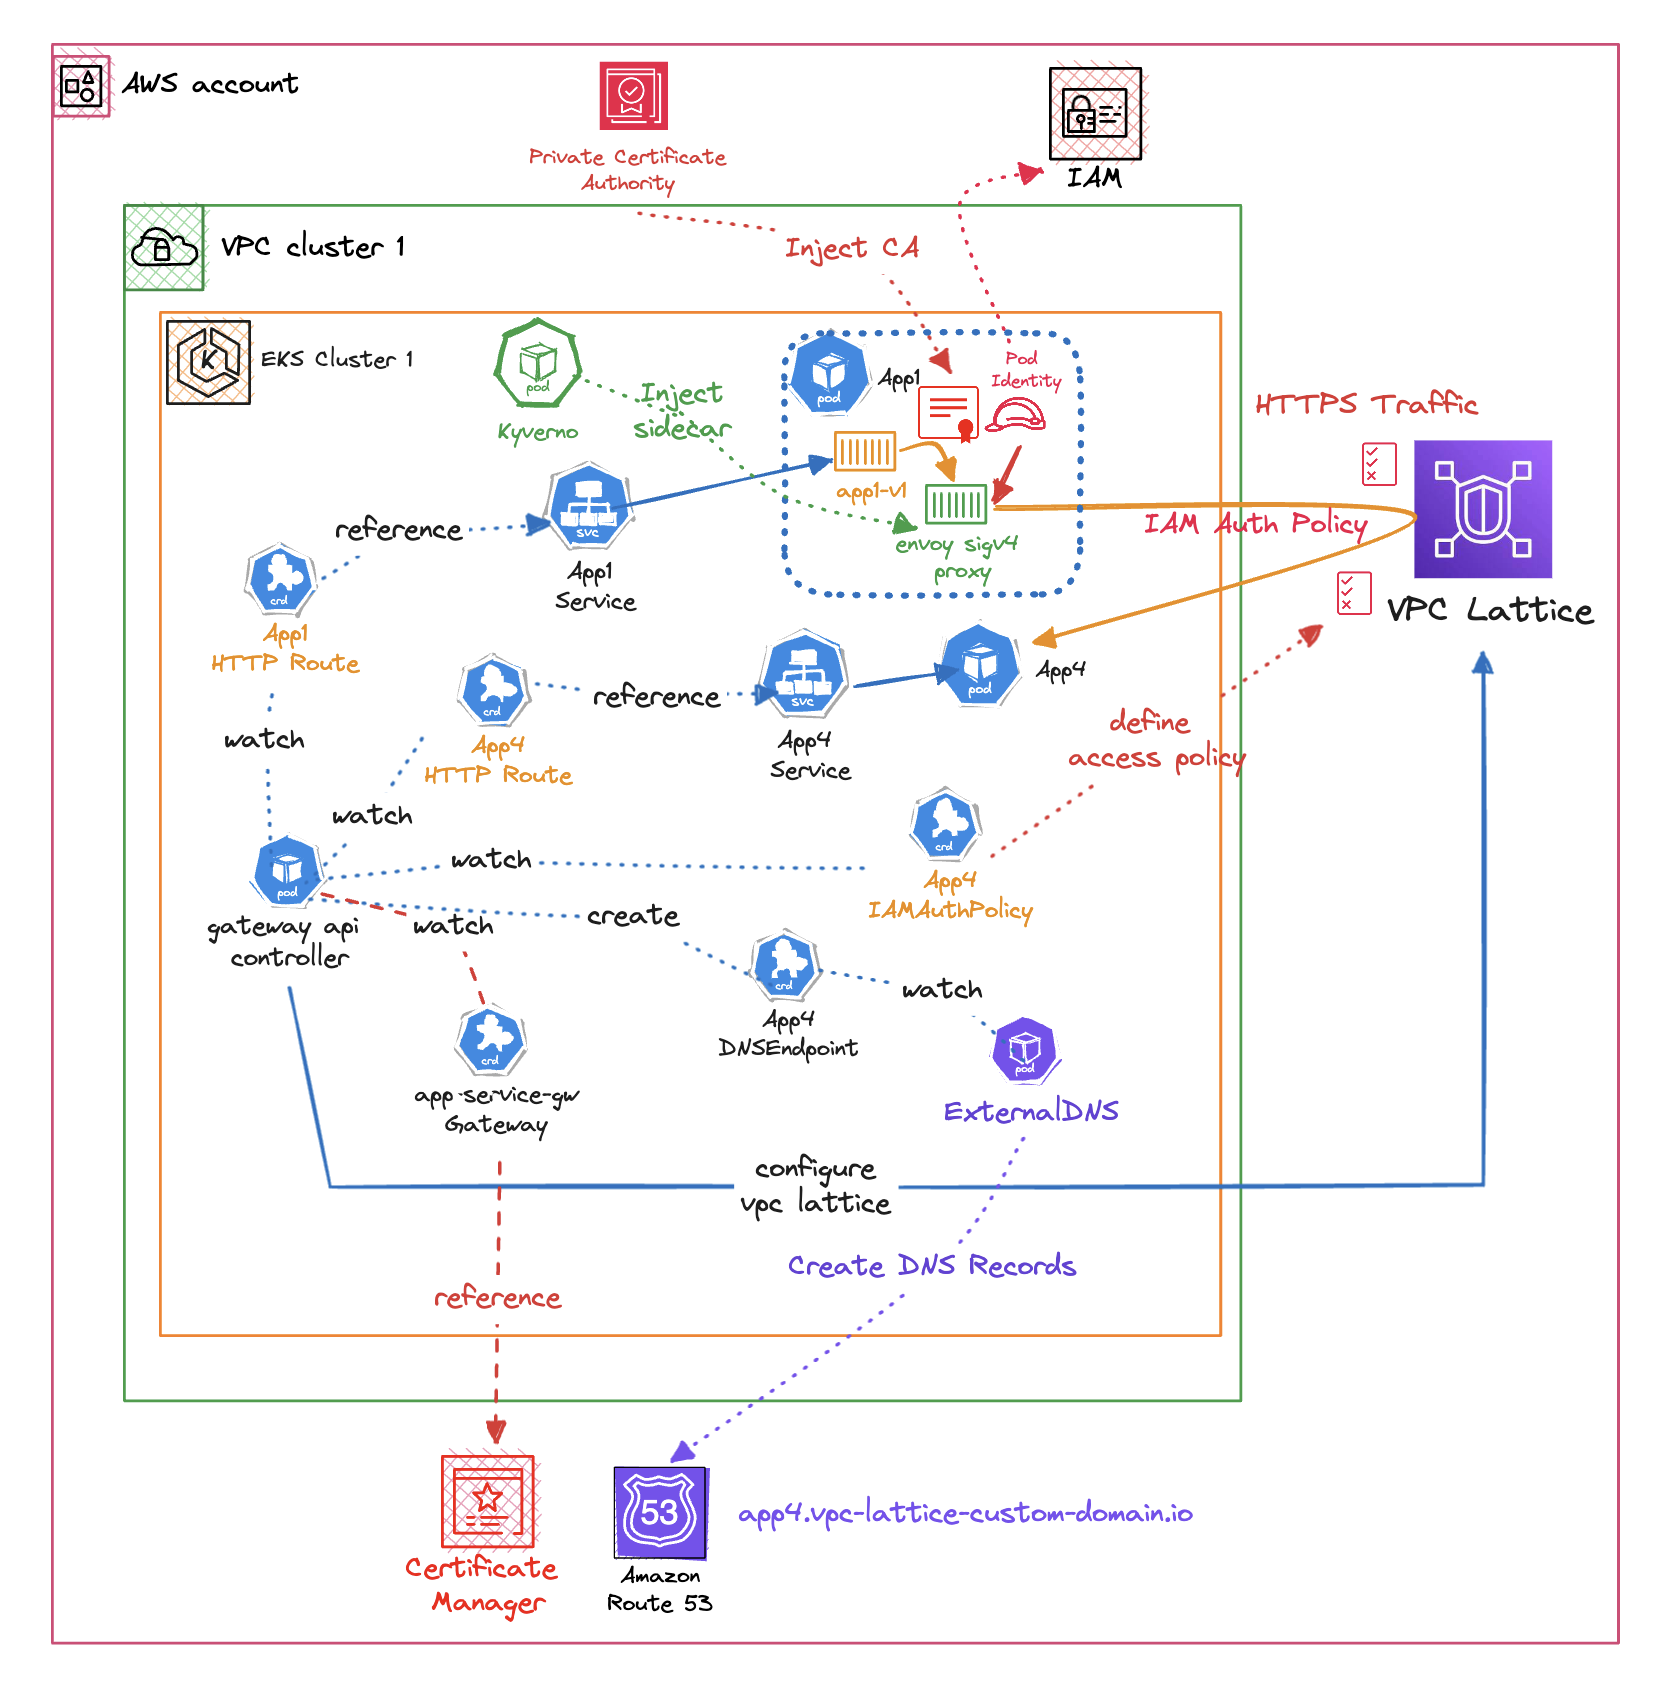 AWS account
Private Certificate
Authority
IAM
VPC cluster 1
Inject CA
EKS Cluster 1
K
pod
Kyverno
Inject
sidecar
pod
App1
Pod
Identity
app1-v1
envoy sigv4
proxy
HTTPS Traffic
IAM Auth Policy
VPC Lattice
reference
svc
App1
Service
crd
App1
HTTP Route
watch
crd
App4
HTTP Route
reference
svc
App4
Service
pod
App4
define
access policy
watch
watch
crd
App4
IAMAuthPolicy
pod
gateway api
controller
watch
create
crd
App4
DNSEndpoint
watch
pod
ExternalDNS
crd
app-service-gw
Gateway
configure
vpc lattice
Create DNS Records
reference
Certificate
Manager
53
Amazon
Route 53
app4.vpc-lattice-custom-domain.io